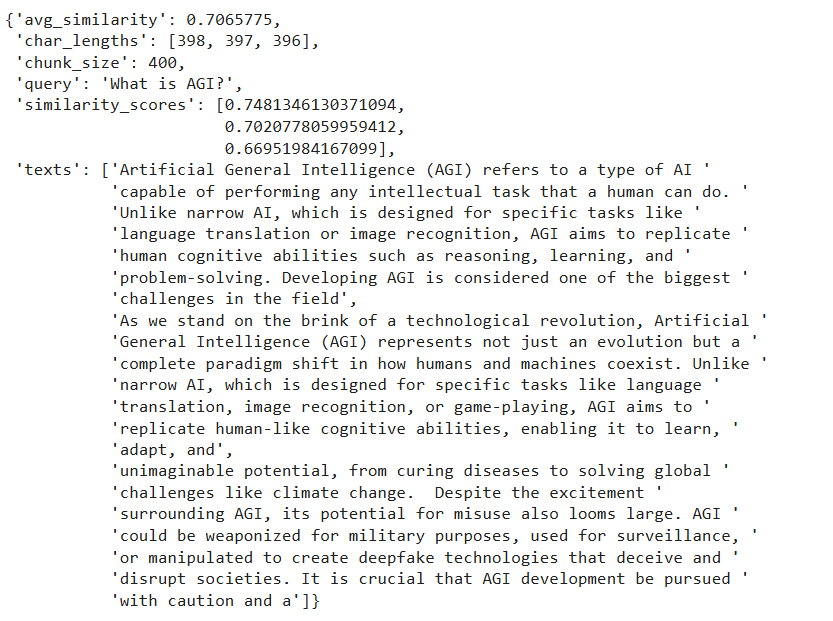 {'avg_similarity': 0.7065775,
 'char_lengths': [398, 397, 396],
 'chunk_size': 400,
 'query': 'What is AGI?',
 'similarity_scores': [0.7481346130371094,
                       0.7020778059959412,
                       0.66951984167099],
 'texts': ['Artificial General Intelligence (AGI) refers to a type of AI '
           'capable of performing any intellectual task that a human can do. '
           'Unlike narrow AI, which is designed for specific tasks like '
           'language translation or image recognition, AGI aims to replicate '
           'human cognitive abilities such as reasoning, learning, and '
           'problem-solving. Developing AGI is considered one of the biggest '
           'challenges in the field',
           'As we stand on the brink of a technological revolution, Artificial '
           'General Intelligence (AGI) represents not just an evolution but a '
           'complete paradigm shift in how humans and machines coexist. Unlike '
           'narrow AI, which is designed for specific tasks like language '
           'translation, image recognition, or game-playing, AGI aims to '
           'replicate human-like cognitive abilities, enabling it to learn, '
           'adapt, and',
           'unimaginable potential, from curing diseases to solving global '
           'challenges like climate change.  Despite the excitement '
           'surrounding AGI, its potential for misuse also looms large. AGI '
           'could be weaponized for military purposes, used for surveillance, '
           'or manipulated to create deepfake technologies that deceive and '
           'disrupt societies. It is crucial that AGI development be pursued '
           'with caution and a']}